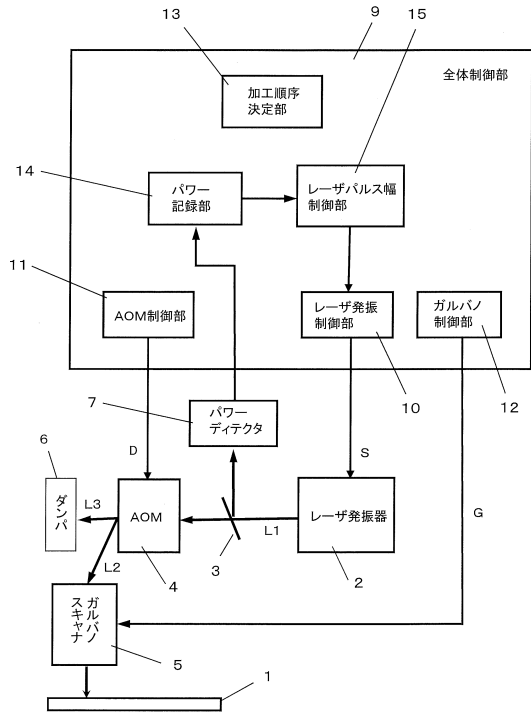 13
9
15
全体制御部
加工順序
決定部
14
パワー
記録部
レーザパルス幅
制御部
11
AOM制御部
レーザ発振
制御部
ガルバノ
制御部
10
12
7
パワー
ディテクタ
D
S
G
6
ダンパ
L3
AOM
L1
レーザ発振器
L2
4
3
2
ガルバノ
スキャナ
5
1